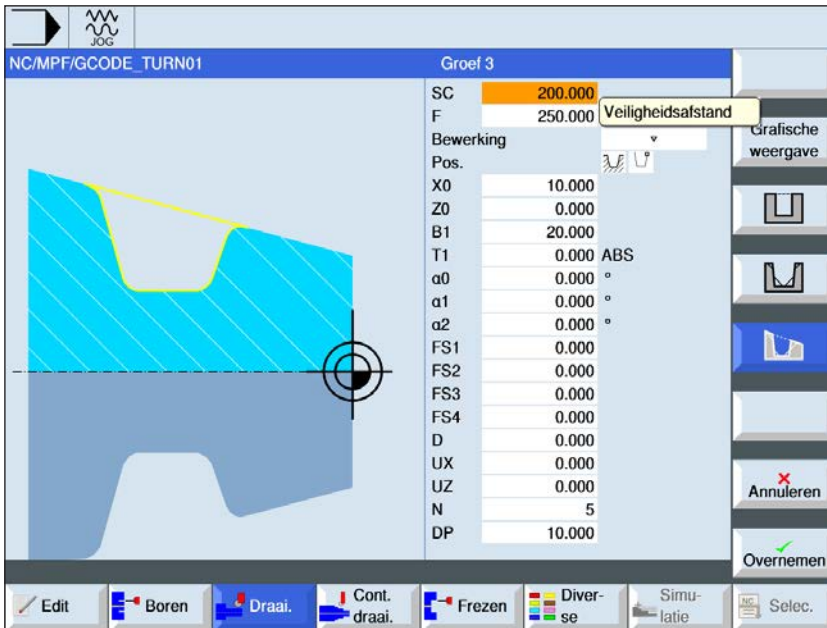 JOG
NC/MPF/GCODE_TURN01
Groef 3
SC 200.000
Veiligheidsafstand
F 250.000
Bewerking
Pos.
X0 10.000
Z0 0.000
B1 20.000
T1 0.000 ABS
α0 0.000 °
α1 0.000 °
α2 0.000 °
FS1 0.000
FS2 0.000
FS3 0.000
FS4 0.000
D 0.000
UX 0.000
UZ 0.000
N 5
DP 10.000
Grafische
weergave
Annuleren
Overnemen
Edit
Boren
Draai.
Cont.
draai.
Frezen
Diver-
se
Simu-
latie
NC
Selec.